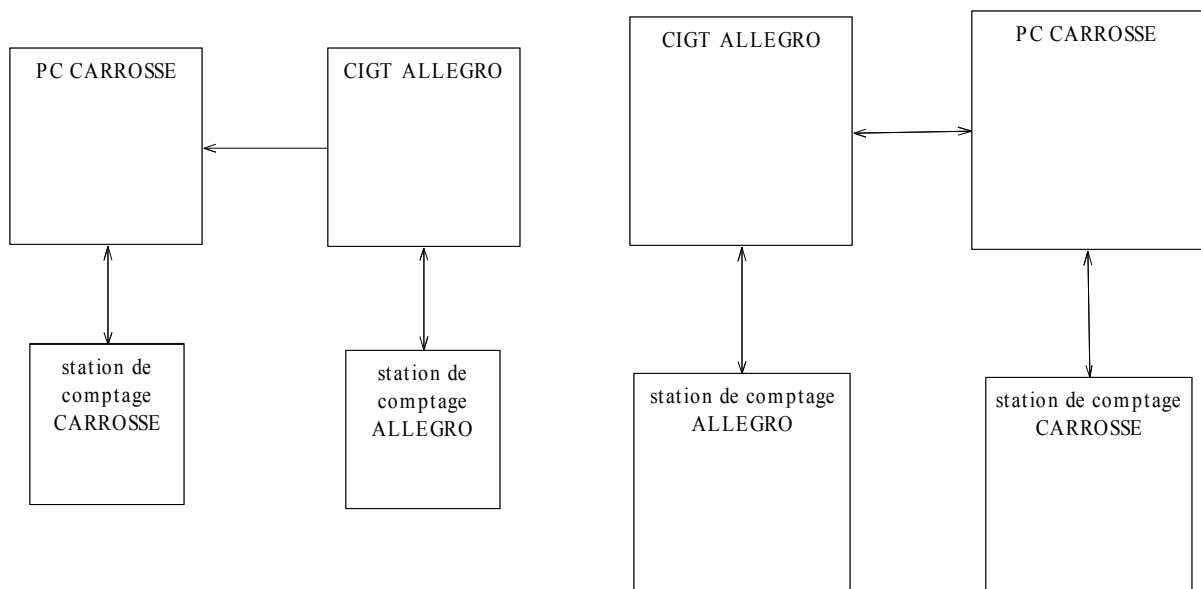 PC CARROSSE
CIGT ALLEGRO
station de
comptage
CARROSSE
station de
comptage
ALLEGRO
CIGT ALLEGRO
PC CARROSSE
station de comptage
ALLEGRO
station de comptage
CARROSSE